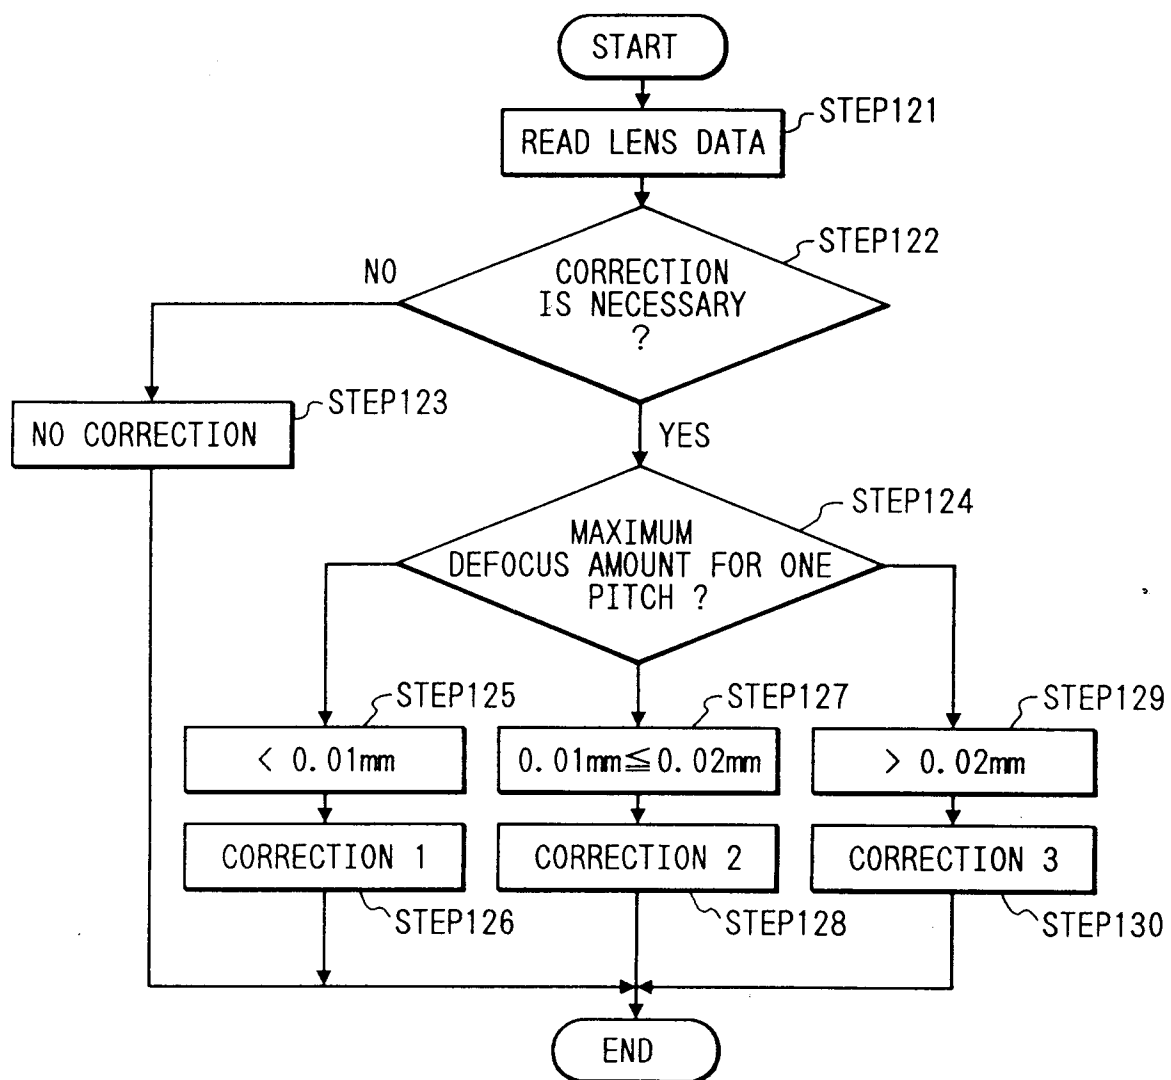 START
STEP121
READ LENS DATA
STEP122
NO
CORRECTION
IS NECESSARY
?
STEP123
NO CORRECTION
YES
STEP124
MAXIMUM
DEFOCUS AMOUNT FOR ONE
PITCH ?
STEP125
STEP127
STEP129
< 0.01mm
0.01mm≦0.02mm
> 0.02mm
CORRECTION 1
CORRECTION 2
CORRECTION 3
STEP126
STEP128
STEP130
END